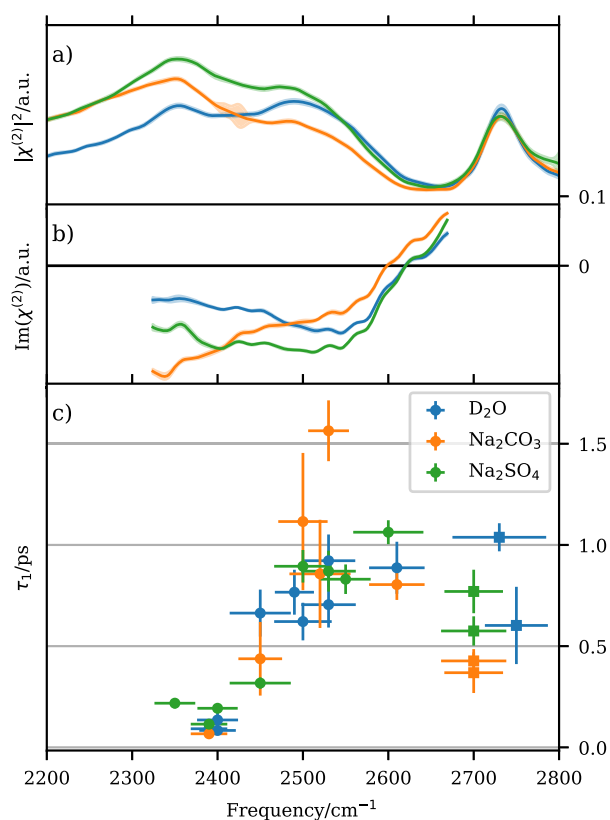 a)
|χ⁽²⁾|²/a.u.
0.1
b)
Im(χ⁽²⁾)/a.u.
0
c)
D₂O
Na₂CO₃
Na₂SO₄
τ₁/ps
1.5
1.0
0.5
0.0
2200 2300 2400 2500 2600 2700 2800
Frequency/cm⁻¹